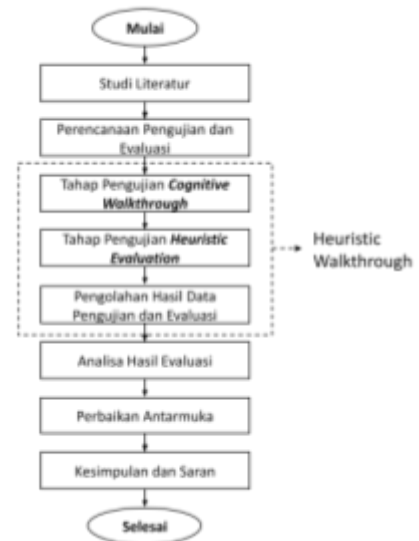 Mulai
Studi Literatur
Perencanaan Pengujian dan
Evaluasi
Tahap Pengujian Cognitive
Walkthrough
Tahap Pengujian Heuristic
Evaluation
Heuristic
Walkthrough
Pengolahan Hasil Data
Pengujian dan Evaluasi
Analisa Hasil Evaluasi
Perbaikan Antarmuka
Kesimpulan dan Saran
Selesai